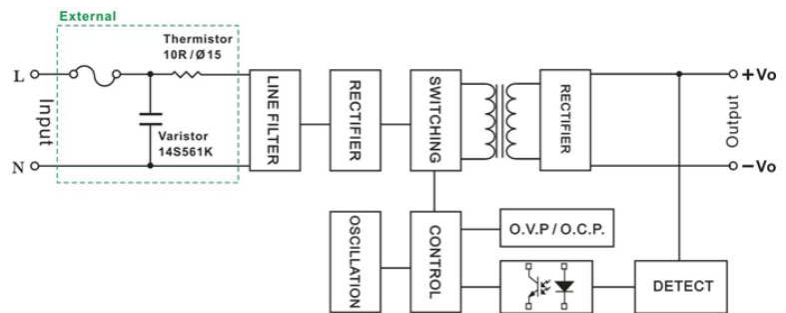 External
Thermistor
10R/Ø15
L
Input
N
Varistor
14S561K
LINE FILTER
RECTIFIER
SWITCHING
RECTIFIER
+Vo
Output
−Vo
OSCILLATION
CONTROL
O.V.P / O.C.P.
DETECT